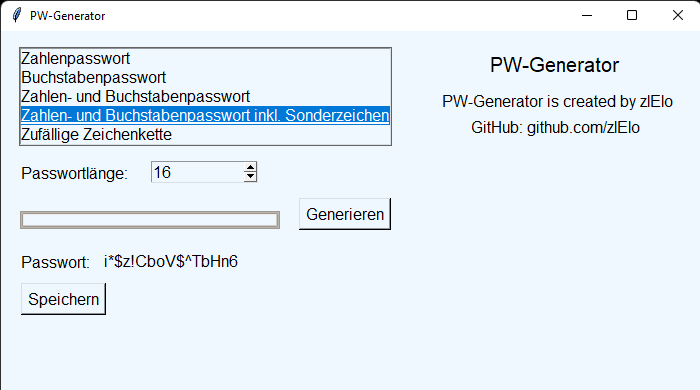 PW-Generator
Zahlenpasswort
Buchstabenpasswort
Zahlen- und Buchstabenpasswort
Zahlen- und Buchstabenpasswort inkl. Sonderzeichen
Zufällige Zeichenkette
Passwortlänge: 16
Generieren
Passwort: i*$z!CboV$^TbHn6
Speichern
PW-Generator
PW-Generator is created by zlElo
GitHub: github.com/zlElo